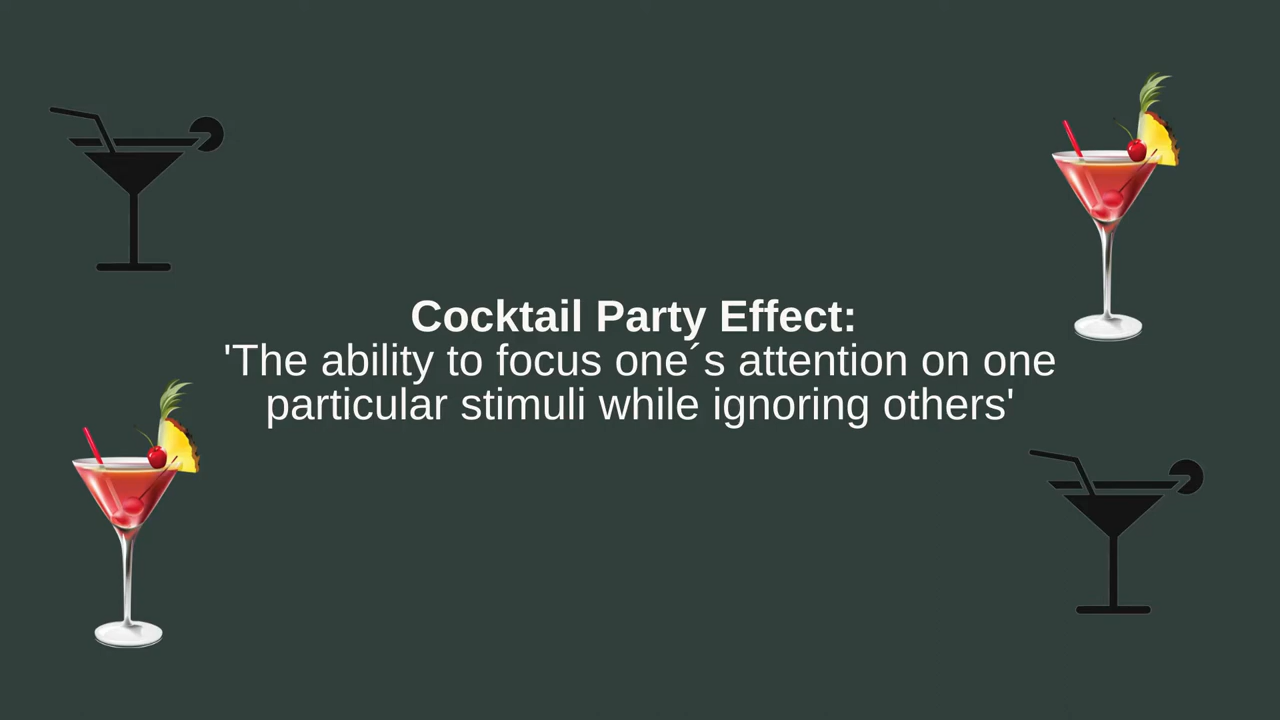 Cocktail Party Effect:
'The ability to focus one´s attention on one
particular stimuli while ignoring others'